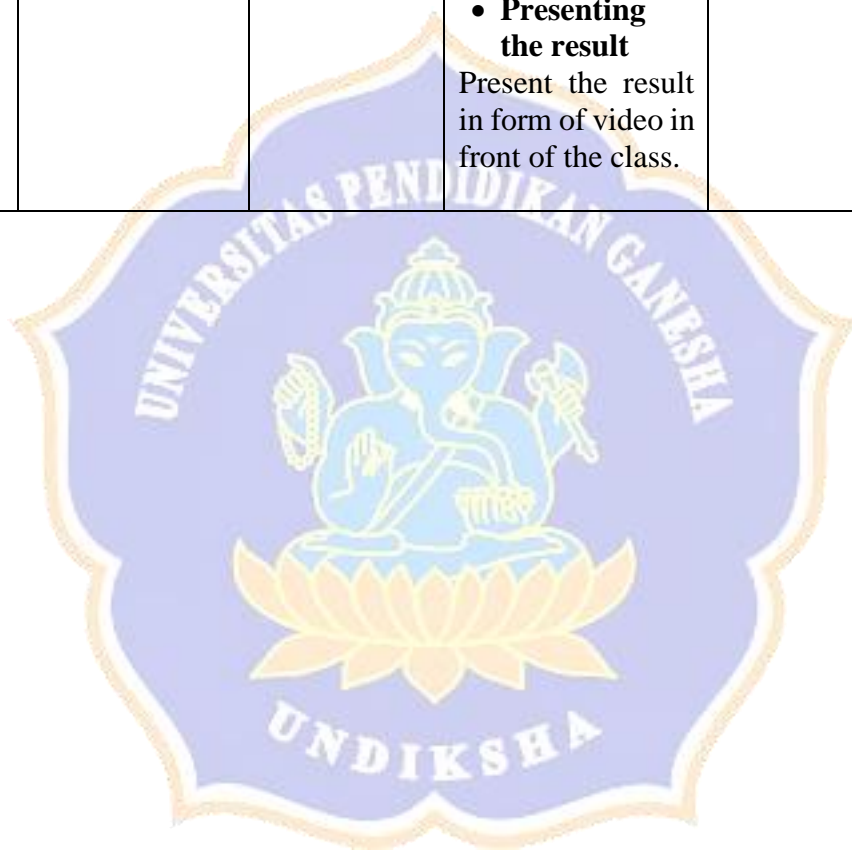 • Presenting
the result
Present the result
in form of video in
front of the class.
UNIVERSITAS PENDIDIKAN GANESHA
UNDIKSHA